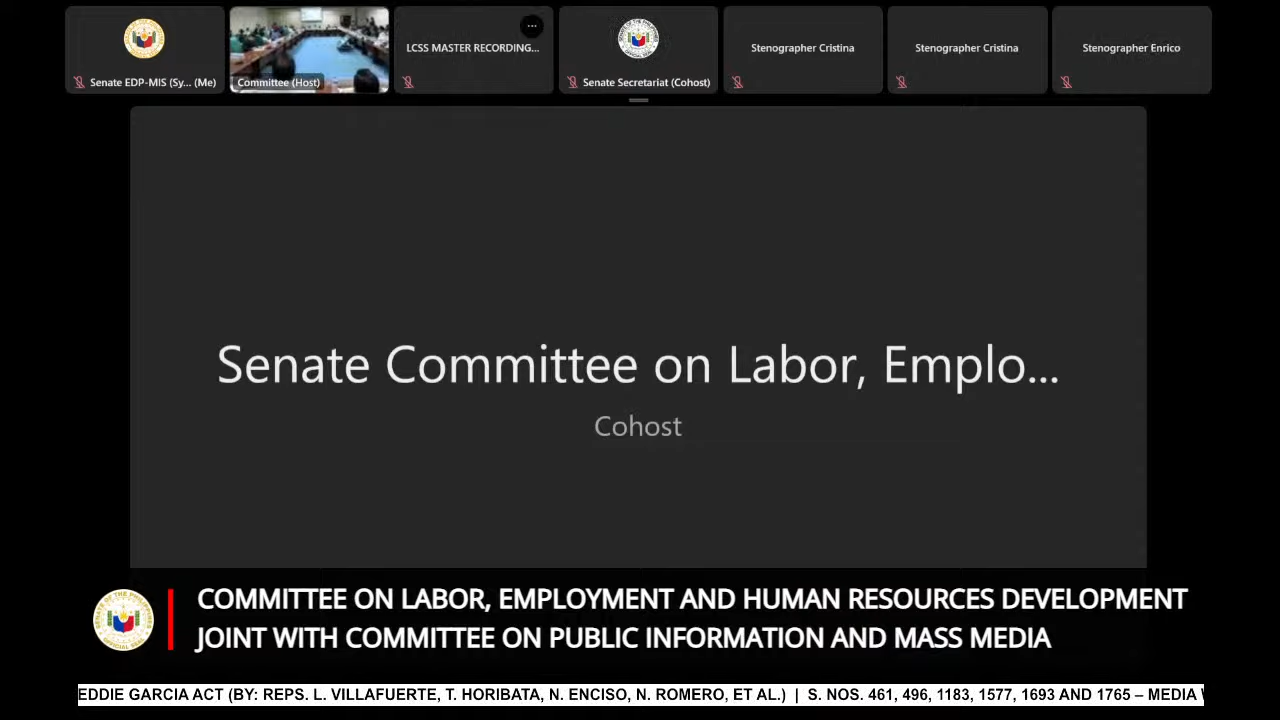 Senate EDP-MIS (Sy... (Me)
Committee (Host)
LCSS MASTER RECORDING...
Senate Secretariat (Cohost)
Stenographer Cristina
Stenographer Cristina
Stenographer Enrico
Senate Committee on Labor, Emplo...
Cohost
COMMITTEE ON LABOR, EMPLOYMENT AND HUMAN RESOURCES DEVELOPMENT
JOINT WITH COMMITTEE ON PUBLIC INFORMATION AND MASS MEDIA
EDDIE GARCIA ACT (BY: REPS. L. VILLAFUERTE, T. HORIBATA, N. ENCISO, N. ROMERO, ET AL.) | S. NOS. 461, 496, 1183, 1577, 1693 AND 1765 – MEDIA